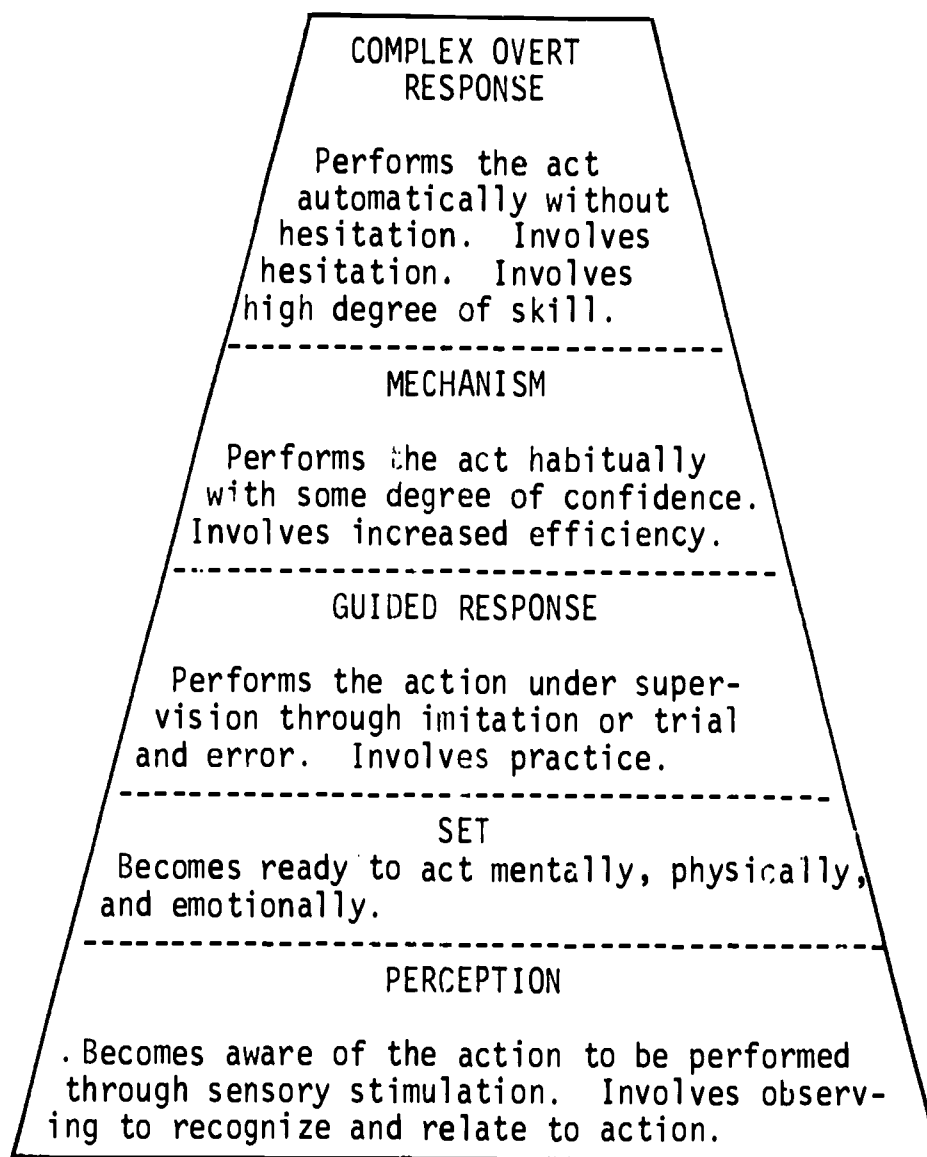 COMPLEX OVERT
RESPONSE
Performs the act
automatically without
hesitation. Involves
hesitation. Involves
high degree of skill.
MECHANISM
Performs the act habitually
with some degree of confidence.
Involves increased efficiency.
GUIDED RESPONSE
Performs the action under super-
vision through imitation or trial
and error. Involves practice.
SET
Becomes ready to act mentally, physically,
and emotionally.
PERCEPTION
. Becomes aware of the action to be performed
through sensory stimulation. Involves observ-
ing to recognize and relate to action.